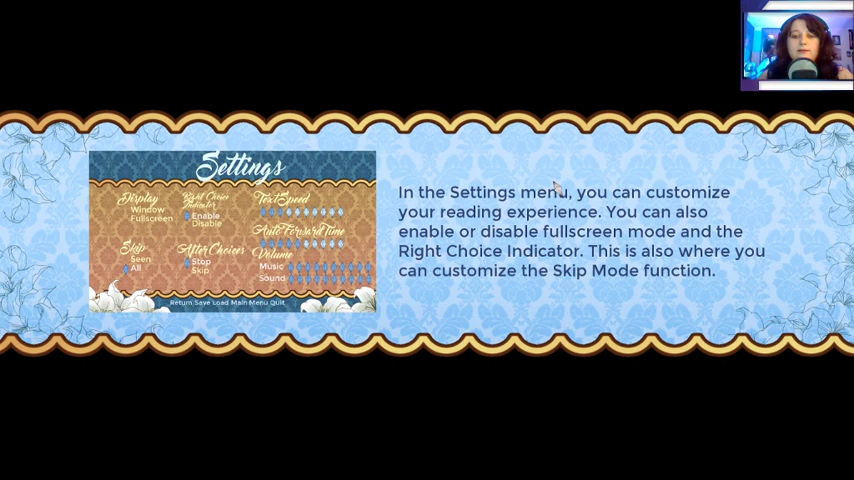 Settings
Display
Window
Fullscreen
Right Choice
Indicator
Enable
Disable
Text Speed
Auto Forward Time
Skip
Seen
All
After Choices
Stop
Skip
Volume
Music
Sound
Return Save Load Main Menu Quit
In the Settings menu, you can customize
your reading experience. You can also
enable or disable fullscreen mode and the
Right Choice Indicator. This is also where you
can customize the Skip Mode function.